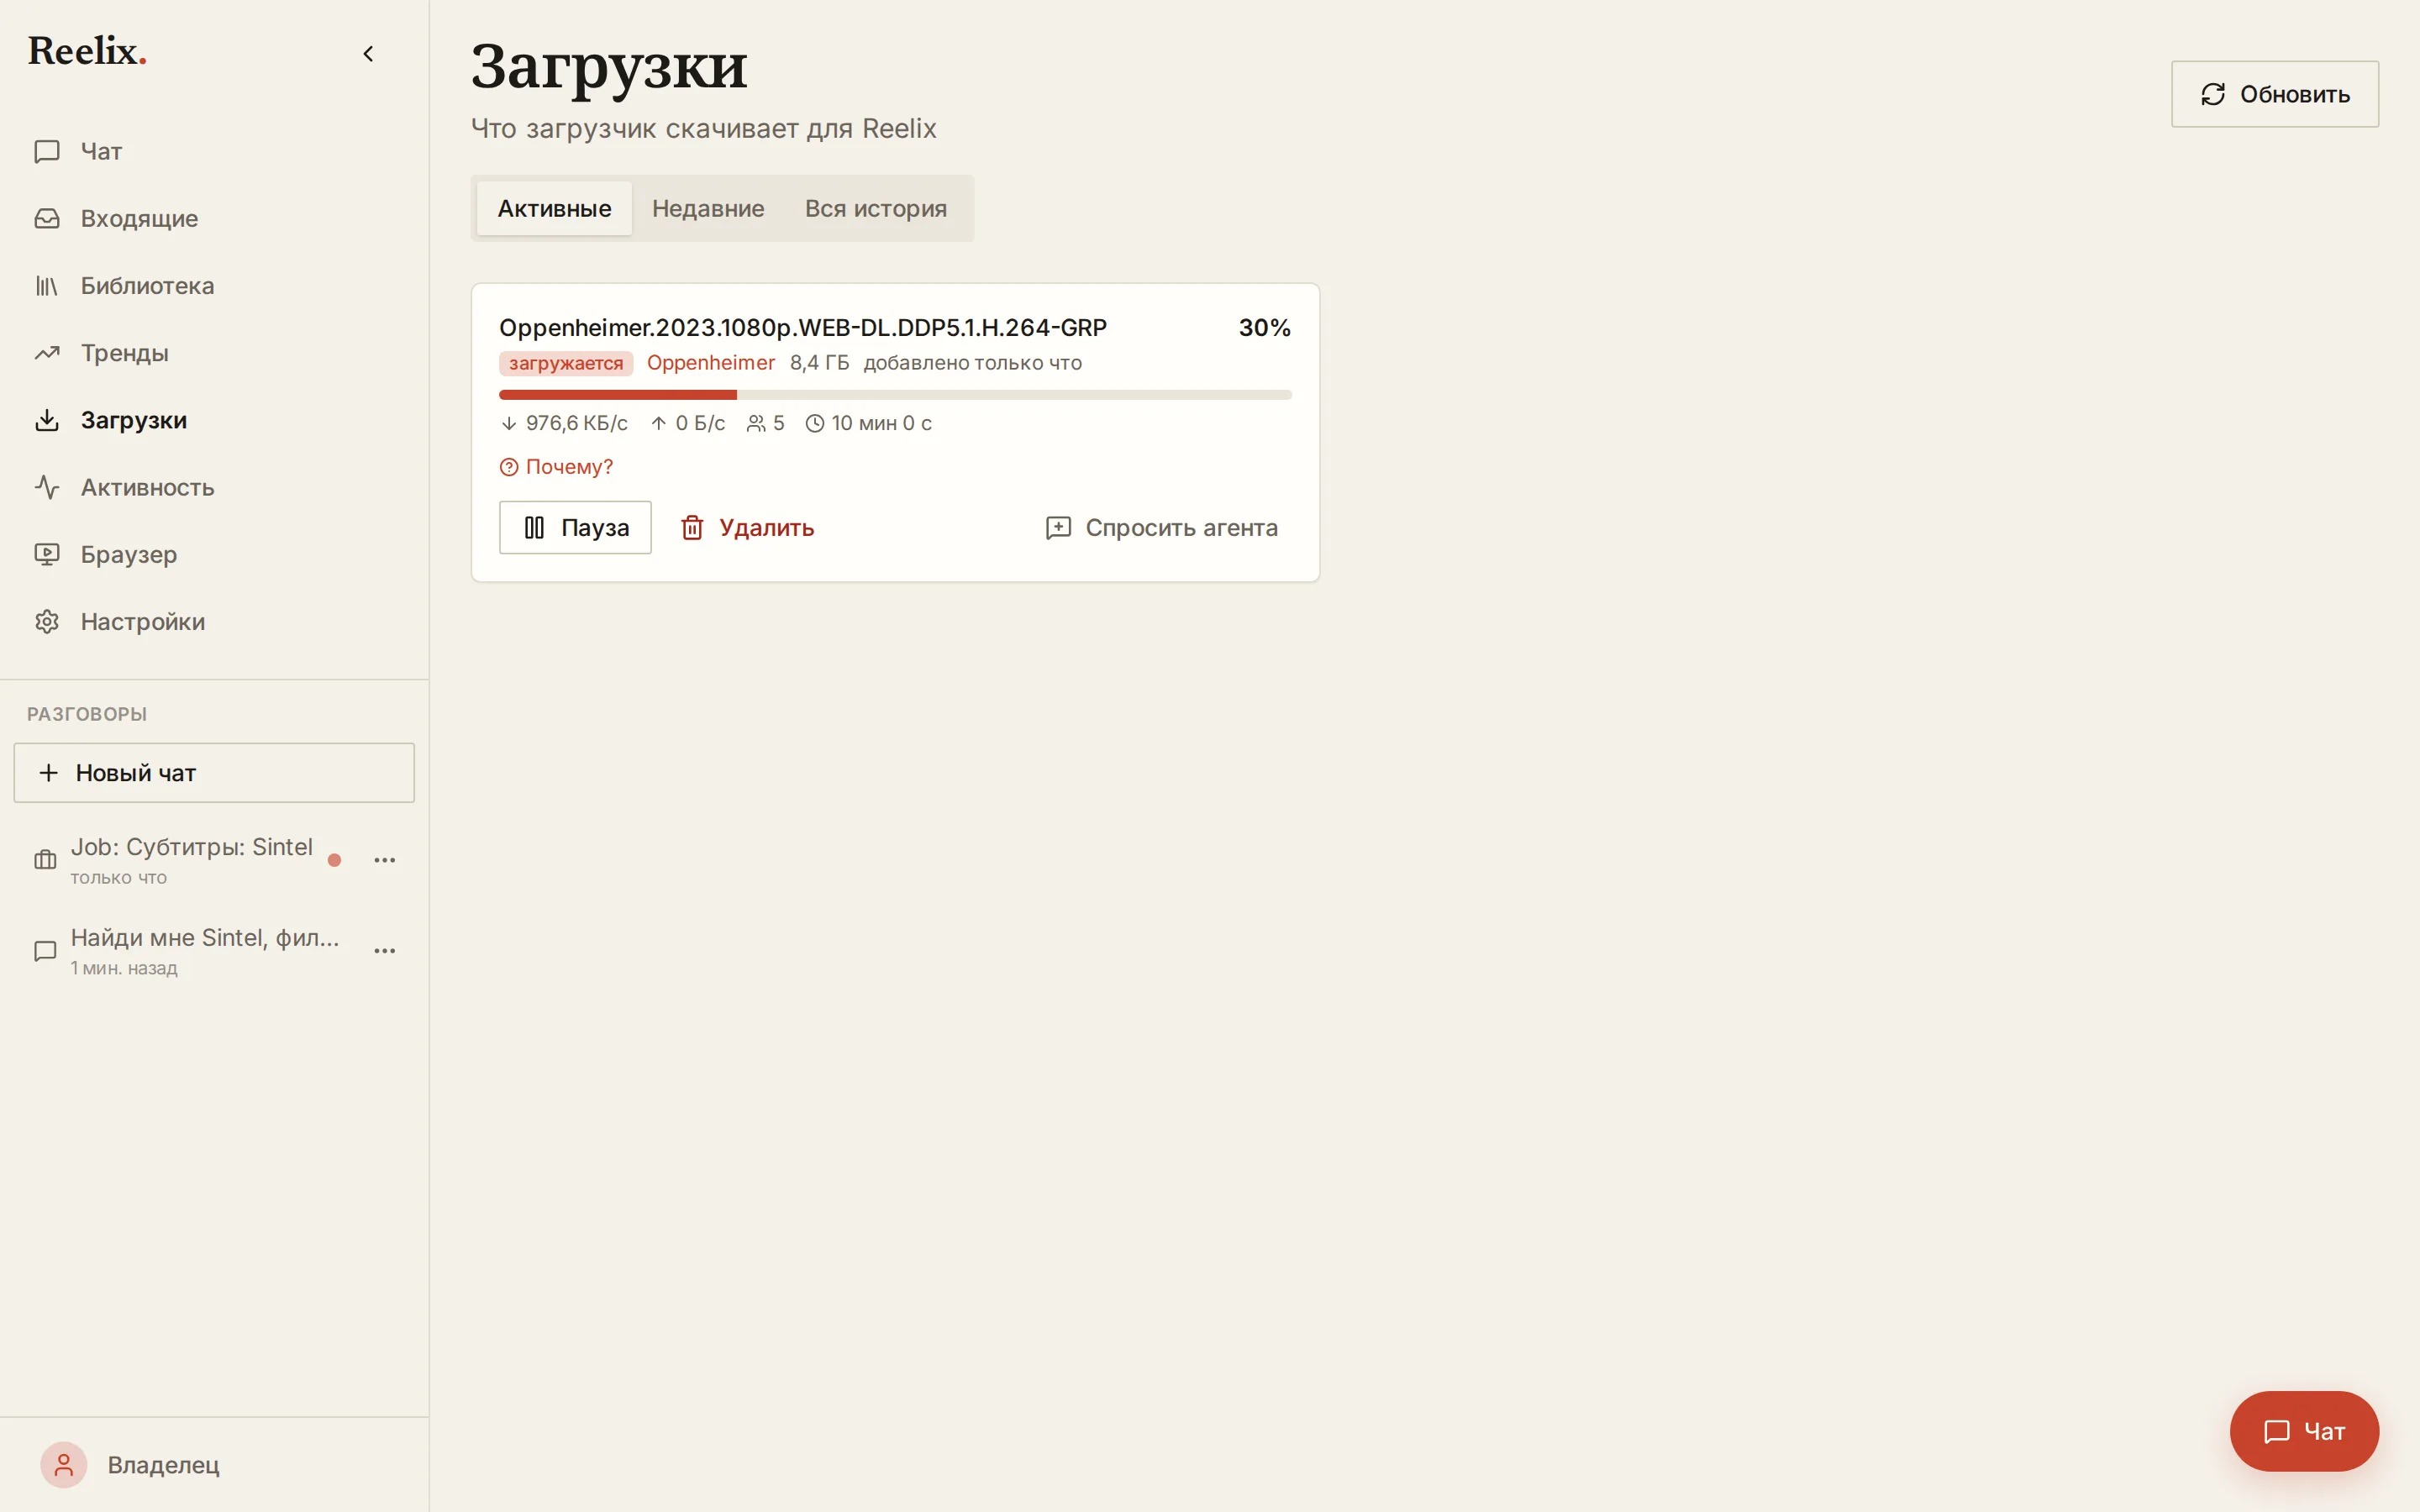 Reelix.
Чат
Входящие
Библиотека
Тренды
Загрузки
Активность
Браузер
Настройки
РАЗГОВОРЫ
Новый чат
Job: Субтитры: Sintel
только что
Найди мне Sintel, фил...
1 мин. назад
Владелец
Загрузки
Что загрузчик скачивает для Reelix
Обновить
Активные Недавние Вся история
Oppenheimer.2023.1080p.WEB-DL.DDP5.1.H.264-GRP 30%
загружается Oppenheimer 8,4 ГБ добавлено только что
976,6 КБ/с 0 Б/с 5 10 мин 0 с
Почему?
Пауза Удалить Спросить агента
Чат